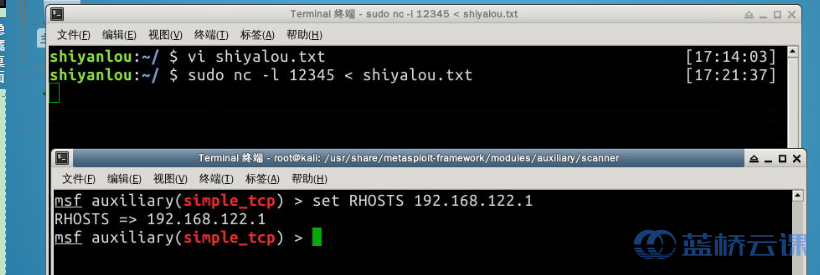 Terminal 终端 - sudo nc -l 12345 < shiyalou.txt
文件(F) 编辑(E) 视图(V) 终端(T) 标签(A) 帮助(H)
shiyanlou:~/ $ vi shiyalou.txt [17:14:03]
shiyanlou:~/ $ sudo nc -l 12345 < shiyalou.txt [17:21:37]
Terminal 终端 - root@kali: /usr/share/metasploit-framework/modules/auxiliary/scanner
文件(F) 编辑(E) 视图(V) 终端(T) 标签(A) 帮助(H)
msf auxiliary(simple_tcp) > set RHOSTS 192.168.122.1
RHOSTS => 192.168.122.1
msf auxiliary(simple_tcp) >
蓝桥云课